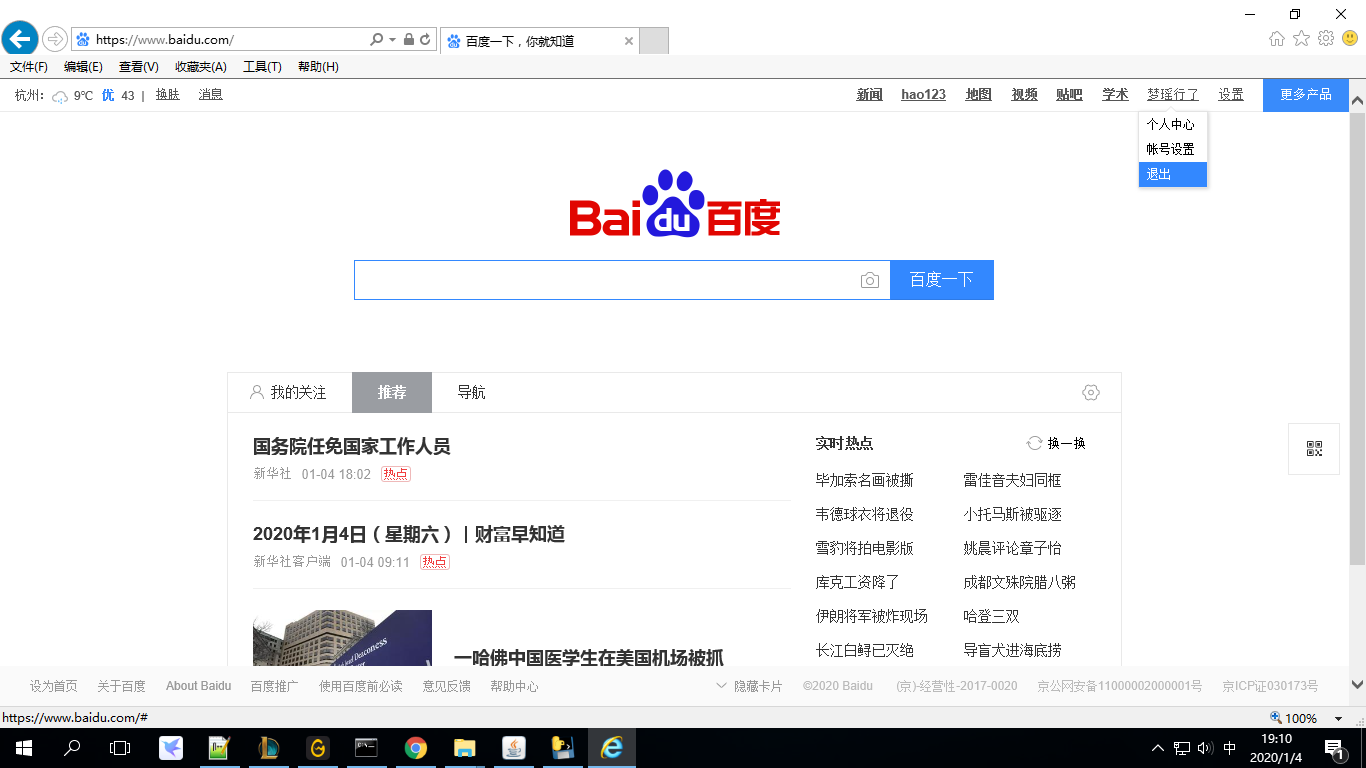 https://www.baidu.com/
百度一下，你就知道
文件(F) 编辑(E) 查看(V) 收藏夹(A) 工具(T) 帮助(H)
杭州： 9℃ 优 43 | 换肤 消息
新闻 hao123 地图 视频 贴吧 学术 梦瑶行了 设置 更多产品
个人中心
帐号设置
退出
Bai du 百度
百度一下
我的关注 推荐 导航
国务院任免国家工作人员
新华社 01-04 18:02 热点
2020年1月4日（星期六）丨财富早知道
新华社客户端 01-04 09:11 热点
一哈佛中国医学生在美国机场被抓
Deaconess
实时热点 换一换
毕加索名画被撕 雷佳音夫妇同框
韦德球衣将退役 小托马斯被驱逐
雪豹将拍电影版 姚晨评论章子怡
库克工资降了 成都文殊院腊八粥
伊朗将军被炸现场 哈登三双
长江白鲟已灭绝 导盲犬进海底捞
设为首页 关于百度 About Baidu 百度推广 使用百度前必读 意见反馈 帮助中心 隐藏卡片 ©2020 Baidu (京)-经营性-2017-0020 京公网安备11000002000001号 京ICP证030173号
https://www.baidu.com/#
100%
中
19:10
2020/1/4
1